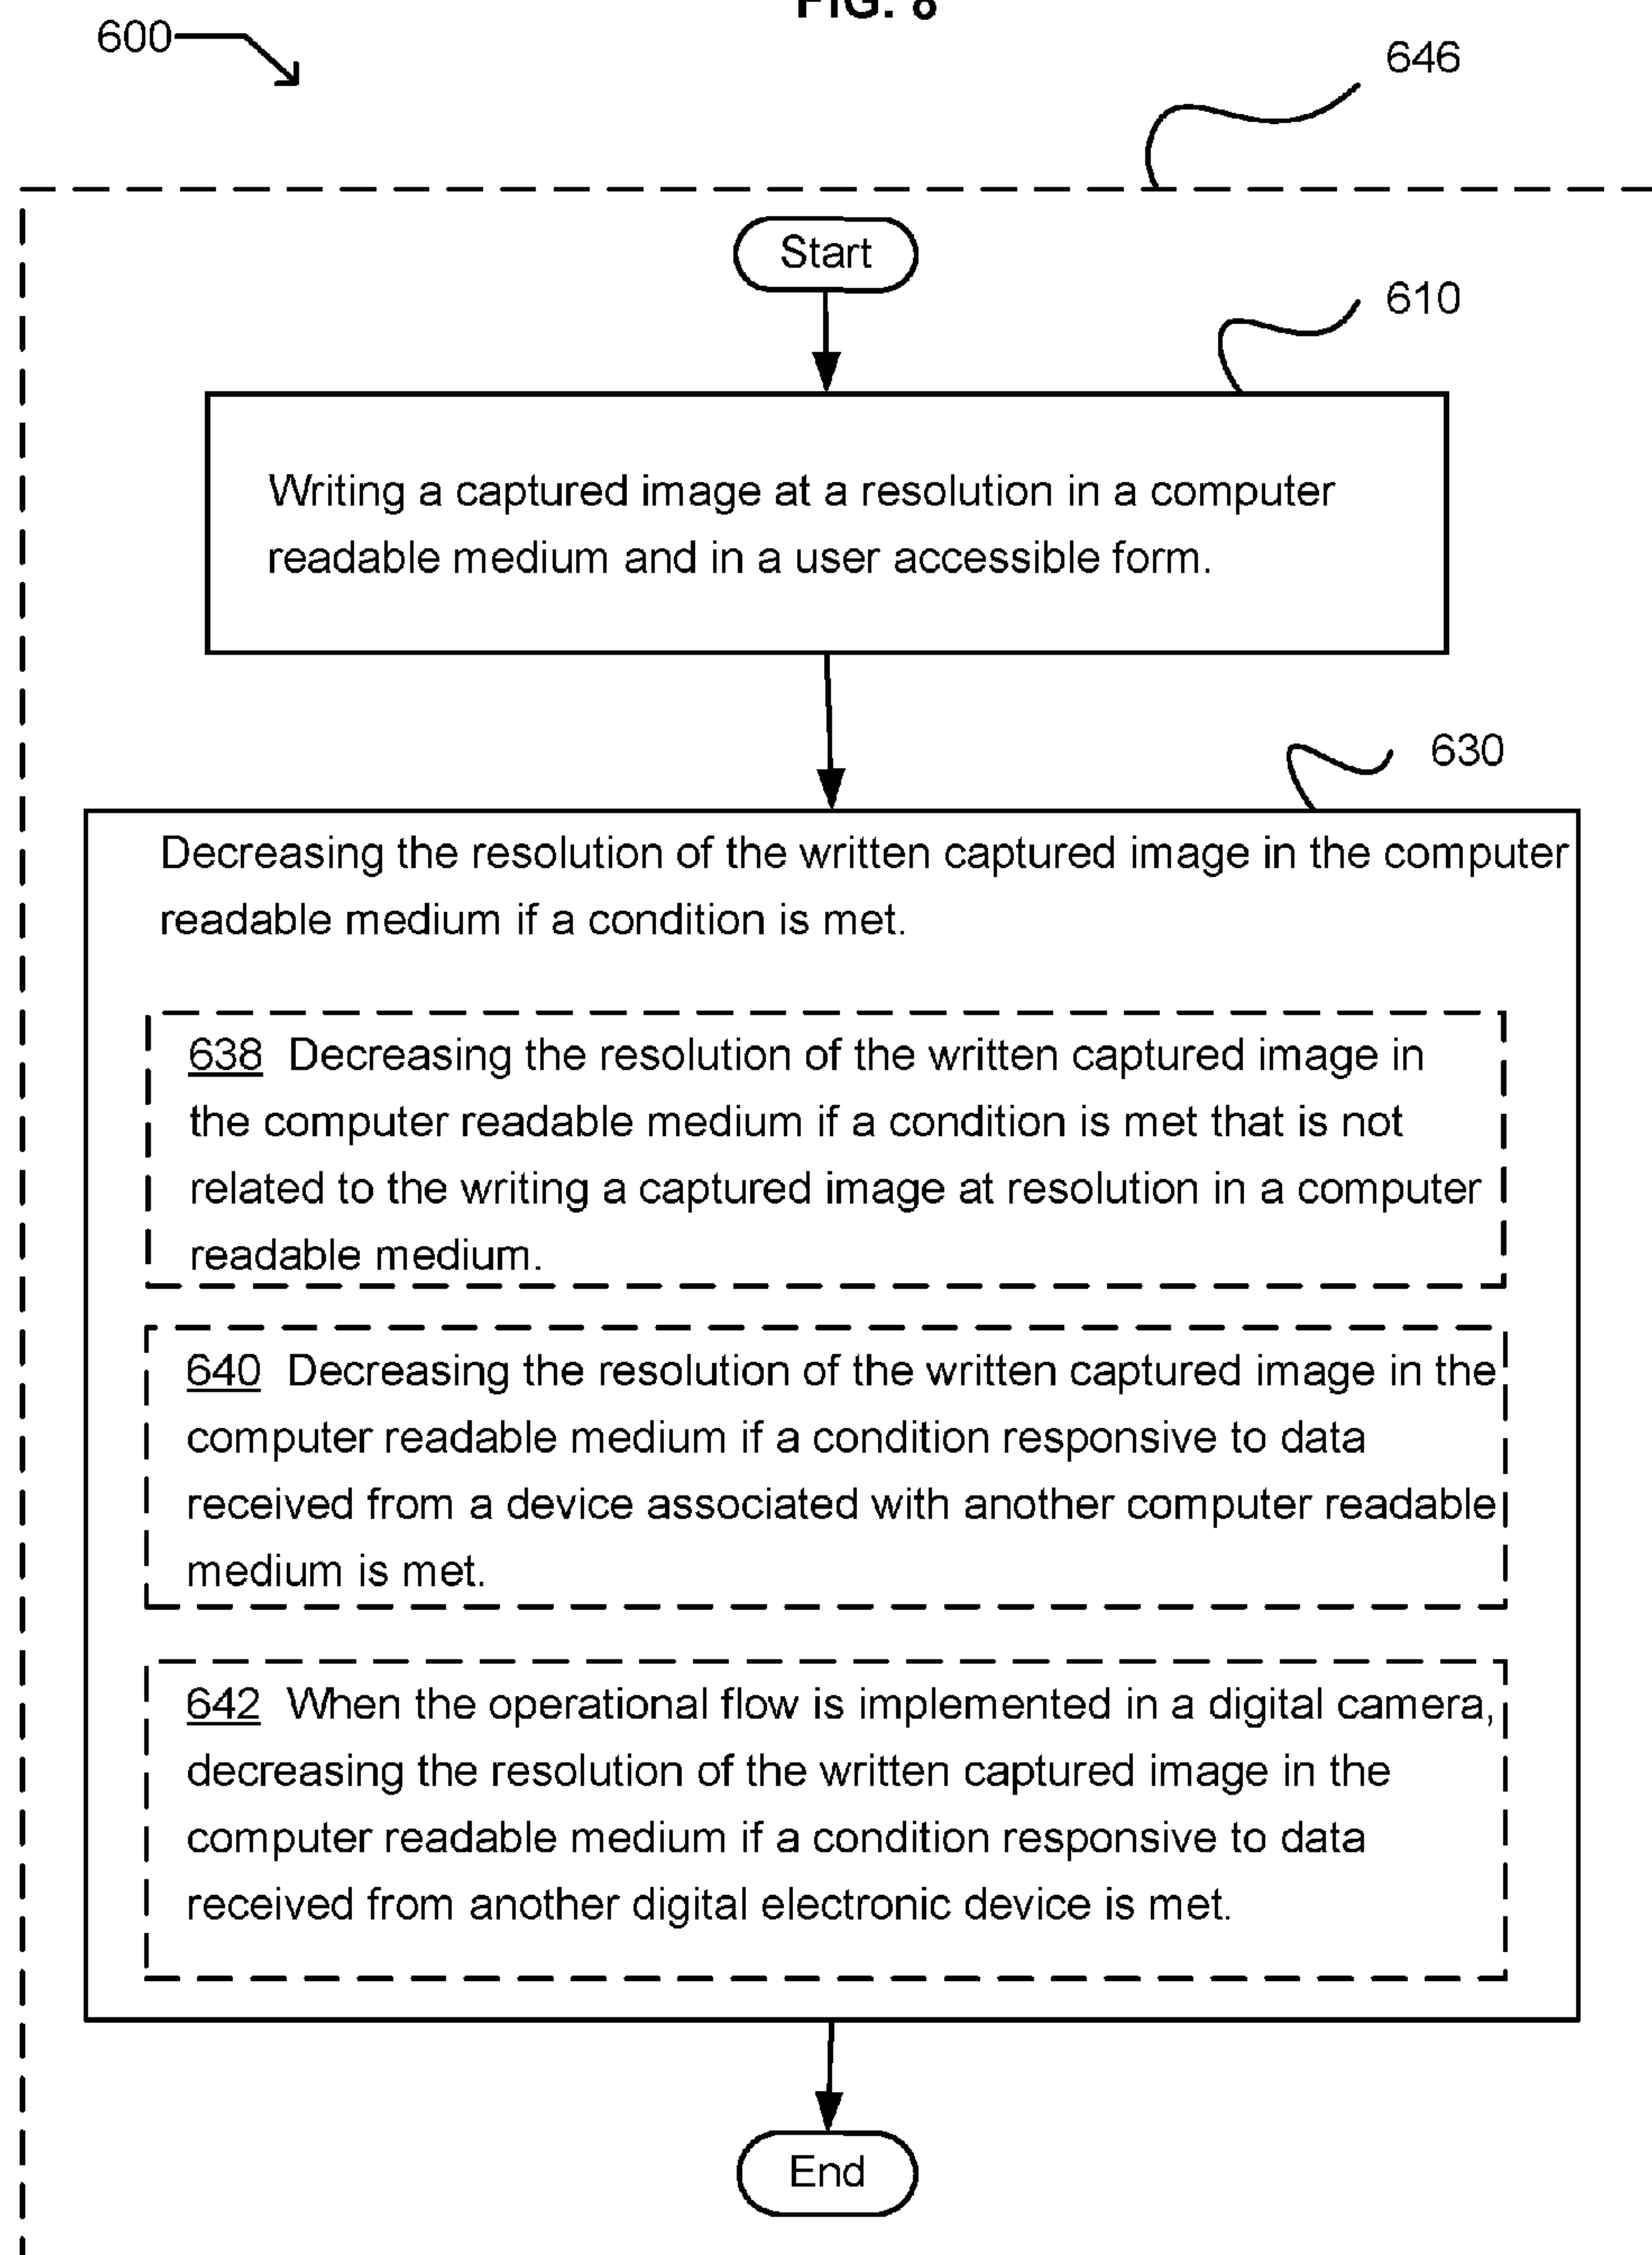 FIG. 8
600
646
Start
610
Writing a captured image at a resolution in a computer
readable medium and in a user accessible form.
630
Decreasing the resolution of the written captured image in the computer
readable medium if a condition is met.
638 Decreasing the resolution of the written captured image in
the computer readable medium if a condition is met that is not
related to the writing a captured image at resolution in a computer
readable medium.
640 Decreasing the resolution of the written captured image in the
computer readable medium if a condition responsive to data
received from a device associated with another computer readable
medium is met.
642 When the operational flow is implemented in a digital camera,
decreasing the resolution of the written captured image in the
computer readable medium if a condition responsive to data
received from another digital electronic device is met.
End